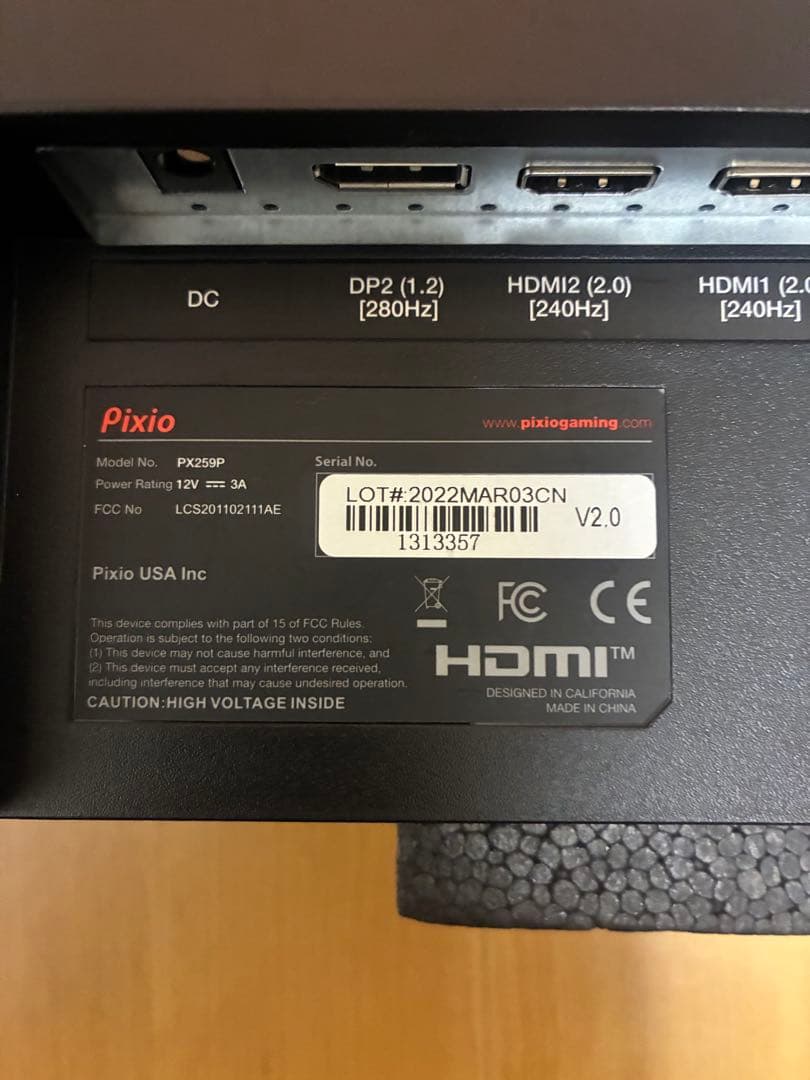 DC
DP2 (1.2)
[280Hz]
HDMI2 (2.0)
[240Hz]
HDMI1 (2.0
[240Hz]
Pixio
www.pixiogaming.com
Model No. PX259P
Power Rating 12V 3A
FCC No LCS201102111AE
Serial No.
LOT#:2022MAR03CN
1313357
V2.0
Pixio USA Inc
FC CE
This device complies with part of 15 of FCC Rules.
Operation is subject to the following two conditions:
(1) This device may not cause harmful interference, and
(2) This device must accept any interference received,
including interference that may cause undesired operation.
CAUTION:HIGH VOLTAGE INSIDE
HDMI™
DESIGNED IN CALIFORNIA
MADE IN CHINA